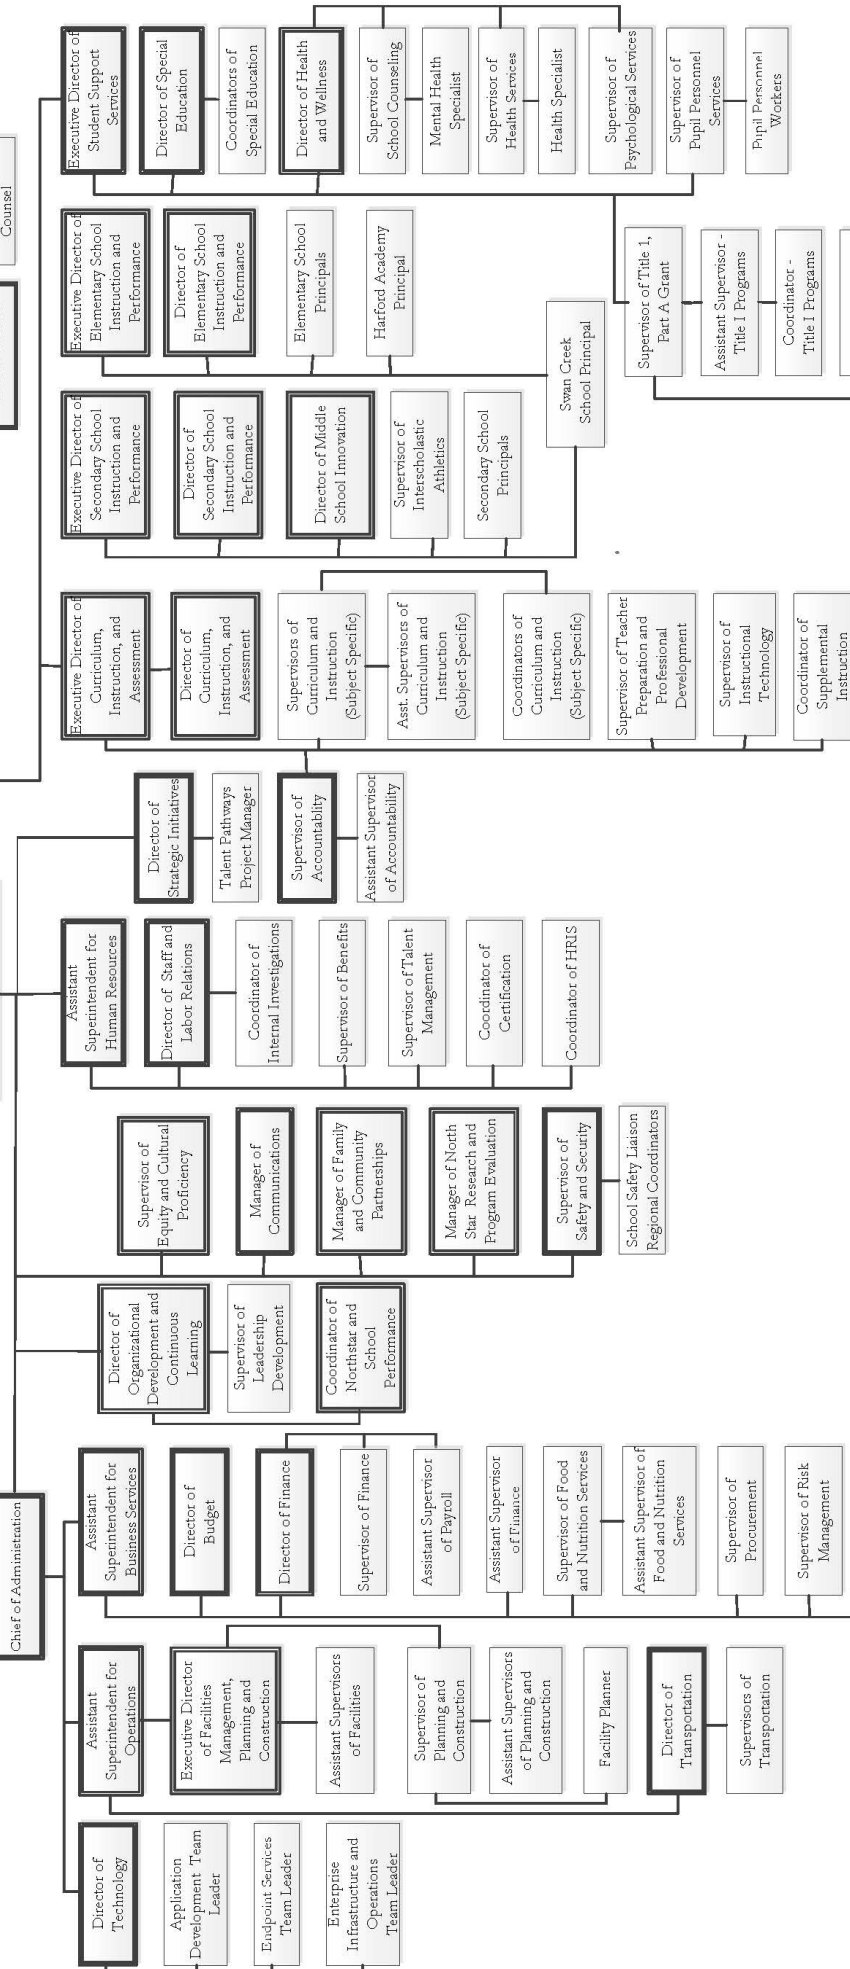 Counsel
Executive Director of
Student Support
Services
Director of Special
Education
Coordinators of
Special Education
Director of Health
and Wellness
Supervisor of
School Counseling
Mental Health
Specialist
Supervisor of
Health Services
Health Specialist
Supervisor of
Psychological Services
Supervisor of
Pupil Personnel
Services
Pupil Personnel
Workers
Executive Director of
Elementary School
Instruction and
Performance
Director of
Elementary School
Instruction and
Performance
Elementary School
Principals
Harford Academy
Principal
Swan Creek
School Principal
Supervisor of Title 1,
Part A Grant
Assistant Supervisor -
Title I Programs
Coordinator -
Title I Programs
Executive Director of
Secondary School
Instruction and
Performance
Director of
Secondary School
Instruction and
Performance
Director of Middle
School Innovation
Supervisor of
Interscholastic
Athletics
Secondary School
Principals
Executive Director of
Curriculum,
Instruction, and
Assessment
Director of
Curriculum,
Instruction, and
Assessment
Supervisors of
Curriculum and
Instruction
(Subject Specific)
Asst. Supervisors of
Curriculum and
Instruction
(Subject Specific)
Coordinators of
Curriculum and
Instruction
(Subject Specific)
Supervisor of Teacher
Preparation and
Professional
Development
Supervisor of
Instructional
Technology
Coordinator of
Supplemental
Instruction
Director of
Strategic Initiatives
Talent Pathways
Project Manager
Supervisor of
Accountablity
Assistant Supervisor
of Accountability
Assistant
Superintendent for
Human Resources
Director of Staff and
Labor Relations
Coordinator of
Internal Investigations
Supervisor of Benefits
Supervisor of Talent
Management
Coordinator of
Certification
Coordinator of HRIS
Supervisor of
Equity and Cultural
Proficiency
Manager of
Communications
Manager of Family
and Community
Partnerships
Manager of North
Star Research and
Program Evaluation
Supervisor of
Safety and Security
School Safety Liaison
Regional Coordinators
Director of
Organizational
Development and
Continuous
Learning
Supervisor of
Leadership
Development
Coordinator of
Northstar and
School
Performance
Chief of Administration
Assistant
Superintendent for
Business Services
Director of
Budget
Director of Finance
Supervisor of Finance
Assistant Supervisor
of Payroll
Assistant Supervisor
of Finance
Supervisor of Food
and Nutrition Services
Assistant Supervisor of
Food and Nutrition
Services
Supervisor of
Procurement
Supervisor of Risk
Management
Assistant
Superintendent for
Operations
Executive Director
of Facilities
Management,
Planning and
Construction
Assistant Supervisors
of Facilities
Supervisor of
Planning and
Construction
Assistant Supervisors
of Planning and
Construction
Facility Planner
Director of
Transportation
Supervisors of
Transportation
Director of
Technology
Application
Development Team
Leader
Endpoint Services
Team Leader
Enterprise
Infrastructure and
Operations
Team Leader